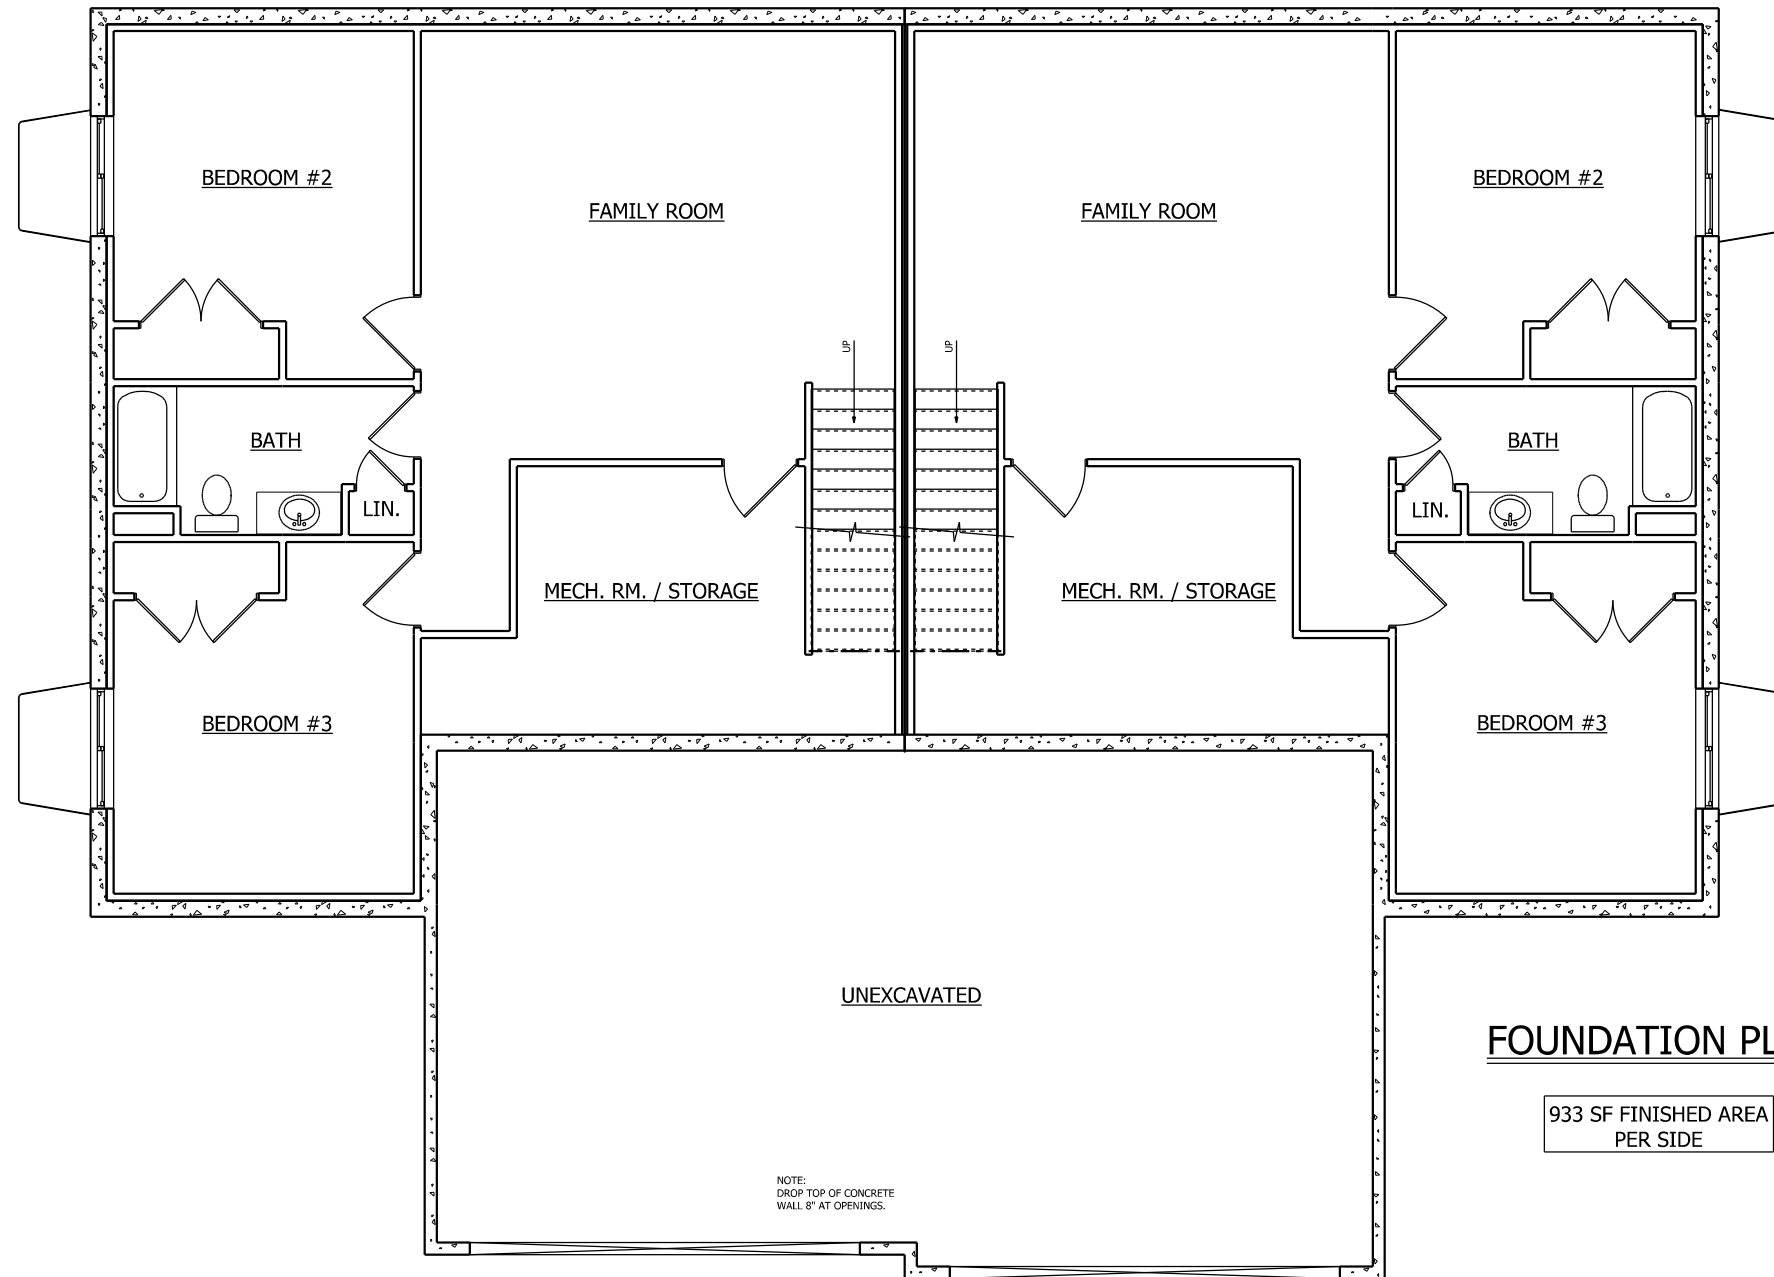 BEDROOM #2
FAMILY ROOM
FAMILY ROOM
BEDROOM #2
UP
UP
BATH
BATH
LIN.
LIN.
MECH. RM. / STORAGE
MECH. RM. / STORAGE
BEDROOM #3
BEDROOM #3
UNEXCAVATED
FOUNDATION PL
933 SF FINISHED AREA
PER SIDE
NOTE:
DROP TOP OF CONCRETE
WALL 8" AT OPENINGS.